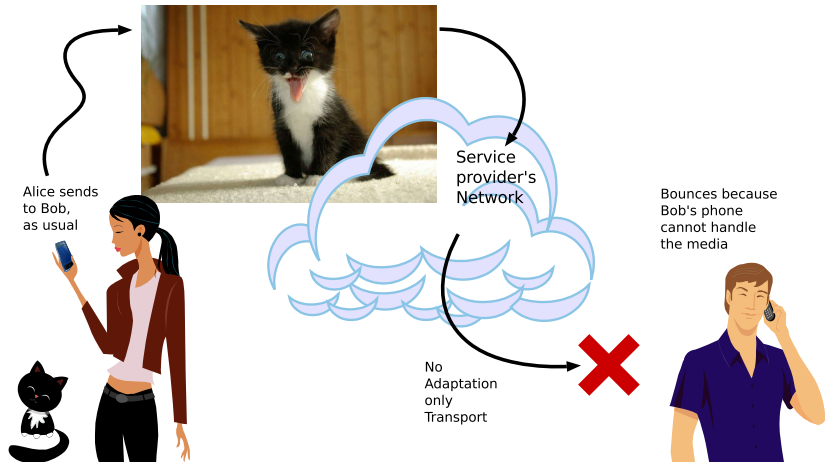 Alice sends
to Bob,
as usual
Service
provider's
Network
Bounces because
Bob's phone
cannot handle
the media
No
Adaptation
only
Transport